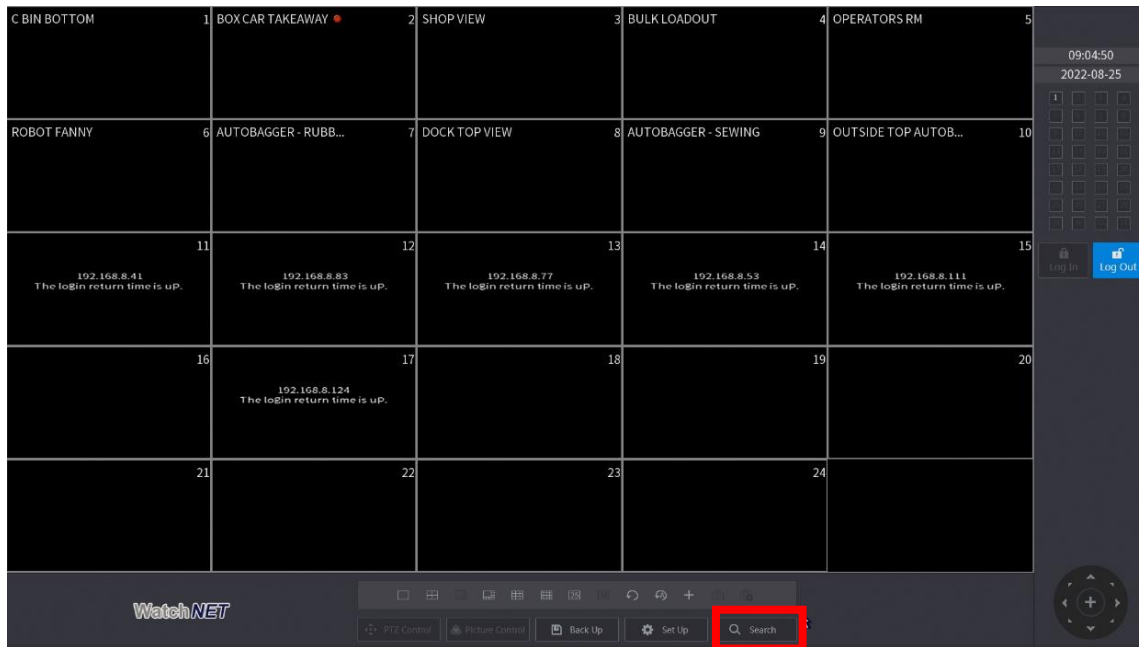 C BIN BOTTOM 1
BOX CAR TAKEAWAY 2
SHOP VIEW 3
BULK LOADOUT 4
OPERATORS RM 5
09:04:50
2022-08-25
1
ROBOT FANNY 6
AUTOBAGGER - RUBB... 7
DOCK TOP VIEW 8
AUTOBAGGER - SEWING 9
OUTSIDE TOP AUTOB... 10
11
192.168.8.41
The login return time is uP.
12
192.168.8.83
The login return time is uP.
13
192.168.8.77
The login return time is uP.
14
192.168.8.53
The login return time is uP.
15
192.168.8.111
The login return time is uP.
Log In
Log Out
16
17
192.168.8.124
The login return time is uP.
18
19
20
21
22
23
24
WatchNET
25
PTZ Control
Picture Control
Back Up
Set Up
Search